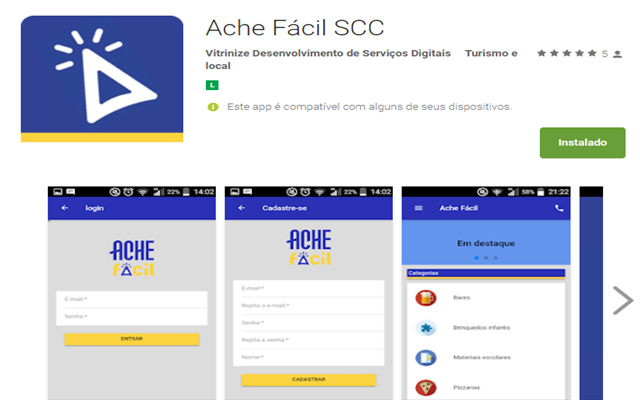 Ache Fácil SCC
Vitrinize Desenvolvimento de Serviços Digitais Turismo e local
5
L
Este app é compatível com alguns de seus dispositivos.
Instalado
22% 14:02
login
ACHE
fácil
E-mail:*
Senha:*
ENTRAR
22% 14:02
Cadastre-se
ACHE
fácil
E-mail:*
Repita o e-mail:*
Senha:*
Repita a senha:*
Nome:*
CADASTRAR
58% 21:22
Ache Fácil
Em destaque
Categorias
Bares
Brinquedos infantis
Materiais escolares
Pizzarias